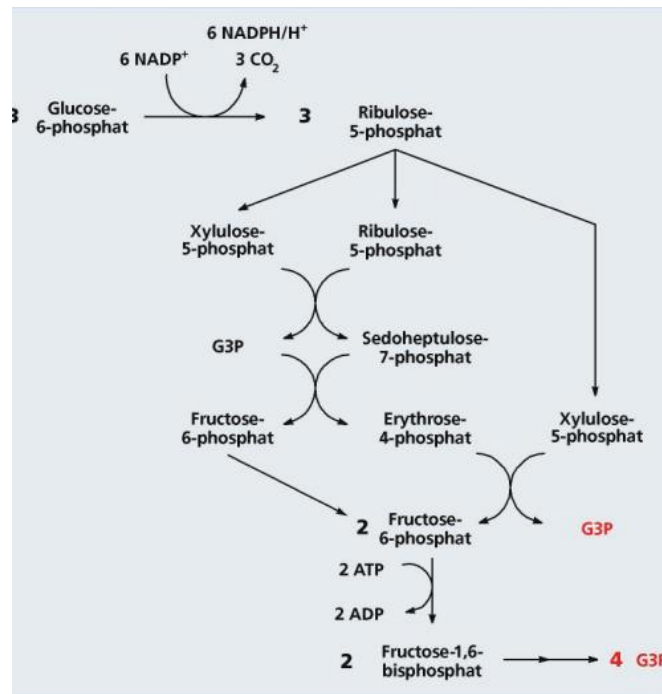 6 NADPH/H⁺
6 NADP⁺ 3 CO₂
Glucose-
6-phosphat
3
Ribulose-
5-phosphat
Xylulose-
5-phosphat
Ribulose-
5-phosphat
G3P
Sedoheptulose-
7-phosphat
Fructose-
6-phosphat
Erythrose-
4-phosphat
Xylulose-
5-phosphat
2
Fructose-
6-phosphat
G3P
2 ATP
2 ADP
2
Fructose-1,6-
bisphosphat
4 G3P